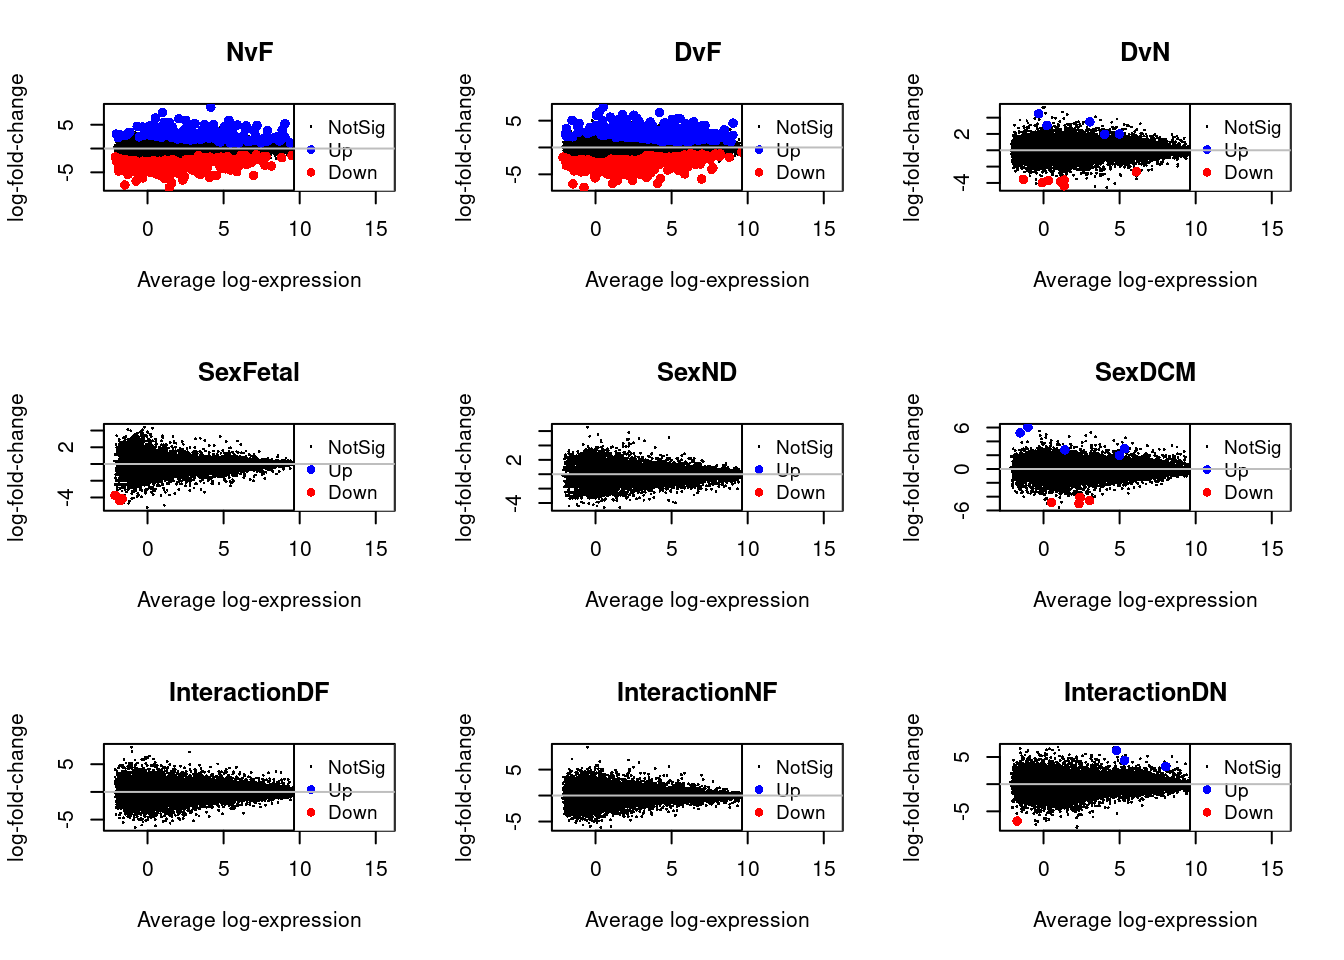 NvF
log-fold-change
5
-5
NotSig
Up
Down
0 5 10 15
Average log-expression
DvF
log-fold-change
5
-5
NotSig
Up
Down
0 5 10 15
Average log-expression
DvN
log-fold-change
2
-4
NotSig
Up
Down
0 5 10 15
Average log-expression
SexFetal
log-fold-change
2
-4
NotSig
Up
Down
0 5 10 15
Average log-expression
SexND
log-fold-change
2
-4
NotSig
Up
Down
0 5 10 15
Average log-expression
SexDCM
log-fold-change
6
0
-6
NotSig
Up
Down
0 5 10 15
Average log-expression
InteractionDF
log-fold-change
5
-5
NotSig
Up
Down
0 5 10 15
Average log-expression
InteractionNF
log-fold-change
5
-5
NotSig
Up
Down
0 5 10 15
Average log-expression
InteractionDN
log-fold-change
5
-5
NotSig
Up
Down
0 5 10 15
Average log-expression